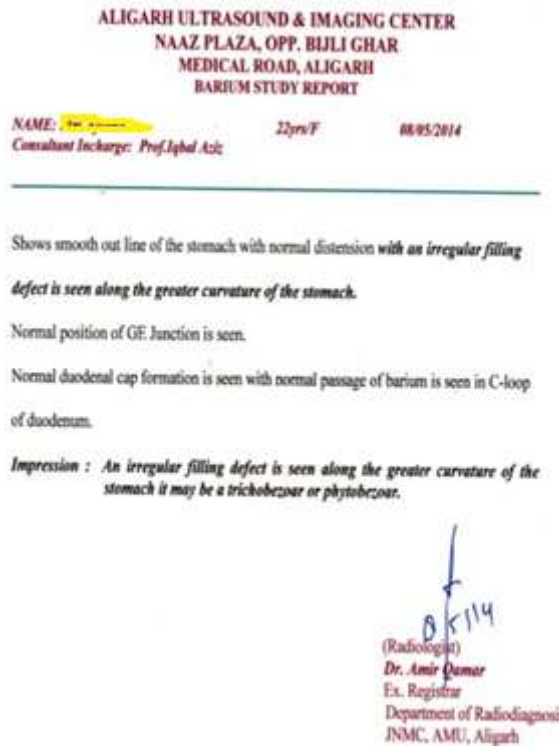 ALIGARH ULTRASOUND & IMAGING CENTER
NAAZ PLAZA, OPP. BIJLI GHAR
MEDICAL ROAD, ALIGARH
BARIUM STUDY REPORT
NAME: 22yrs/F 08/05/2014
Consultant Incharge: Prof.Iqbal Aziz
Shows smooth out line of the stomach with normal distension with an irregular filling
defect is seen along the greater curvature of the stomach.
Normal position of GE Junction is seen.
Normal duodenal cap formation is seen with normal passage of barium is seen in C-loop
of duodenum.
Impression : An irregular filling defect is seen along the greater curvature of the
stomach it may be a trichobezoar or phytobezoar.
(Radiologist)
Dr. Amir Qamar
Ex. Registrar
Department of Radiodiagnosi
JNMC, AMU, Aligarh